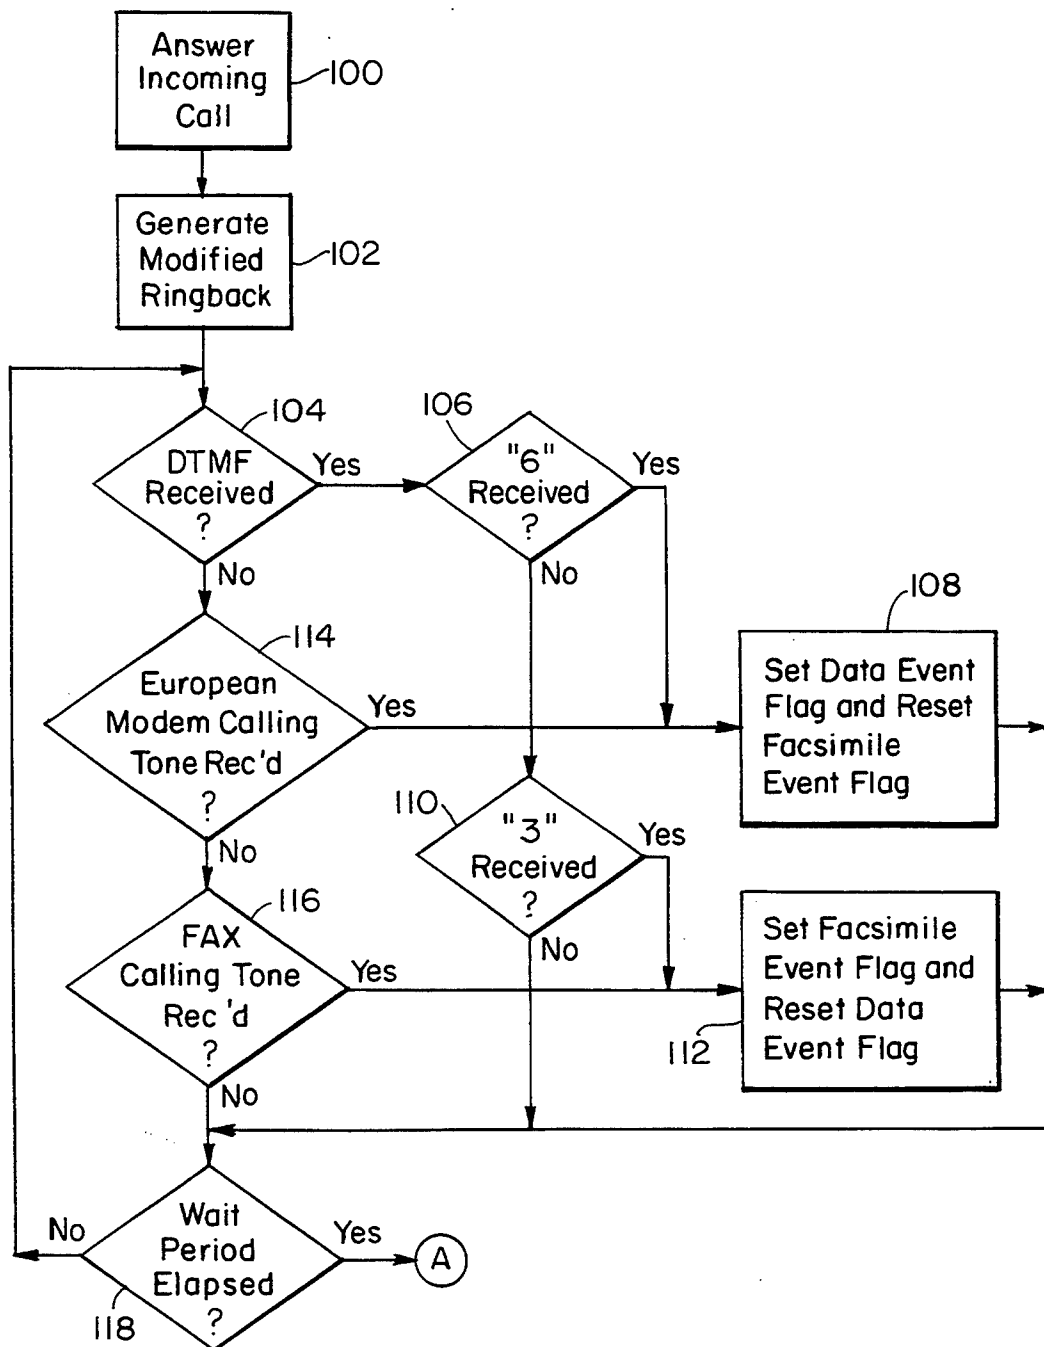 Answer
Incoming
Call
100
Generate
Modified
Ringback
102
104
DTMF
Received
?
Yes
No
106
"6"
Received
?
Yes
No
108
Set Data Event
Flag and Reset
Facsimile
Event Flag
114
European
Modem Calling
Tone Rec'd
?
Yes
No
110
"3"
Received
?
Yes
No
116
FAX
Calling Tone
Rec'd
?
Yes
No
Set Facsimile
Event Flag and
Reset Data
Event Flag
112
Wait
Period
Elapsed
?
No
Yes
A
118